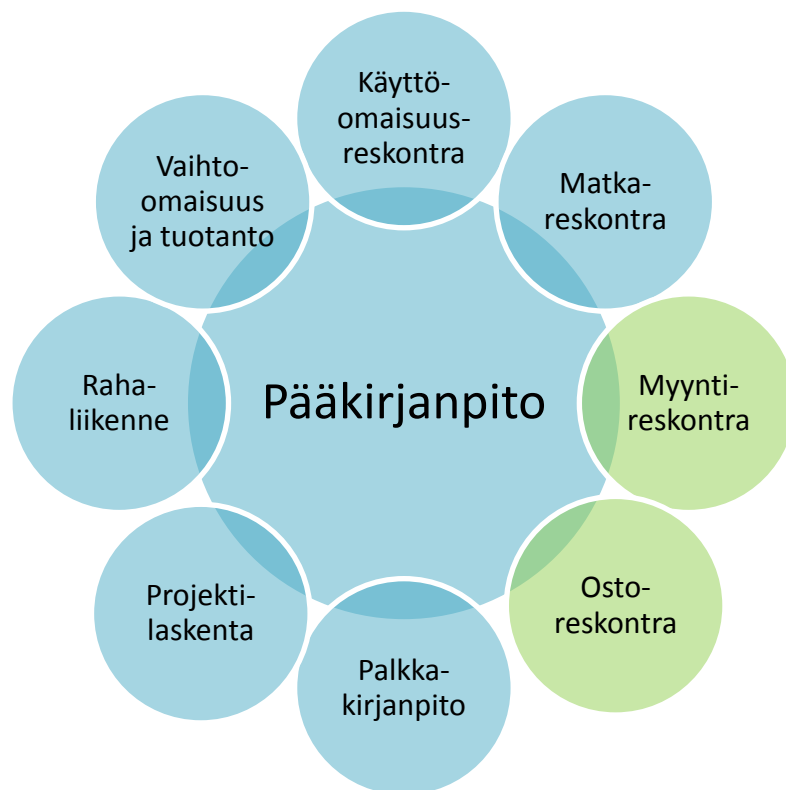 Käyttö-
omaisuus-
reskontra
Matka-
reskontra
Myynti-
reskontra
Osto-
reskontra
Palkka-
kirjanpito
Projekti-
laskenta
Raha-
liikenne
Vaihto-
omaisuus
ja tuotanto
Pääkirjanpito